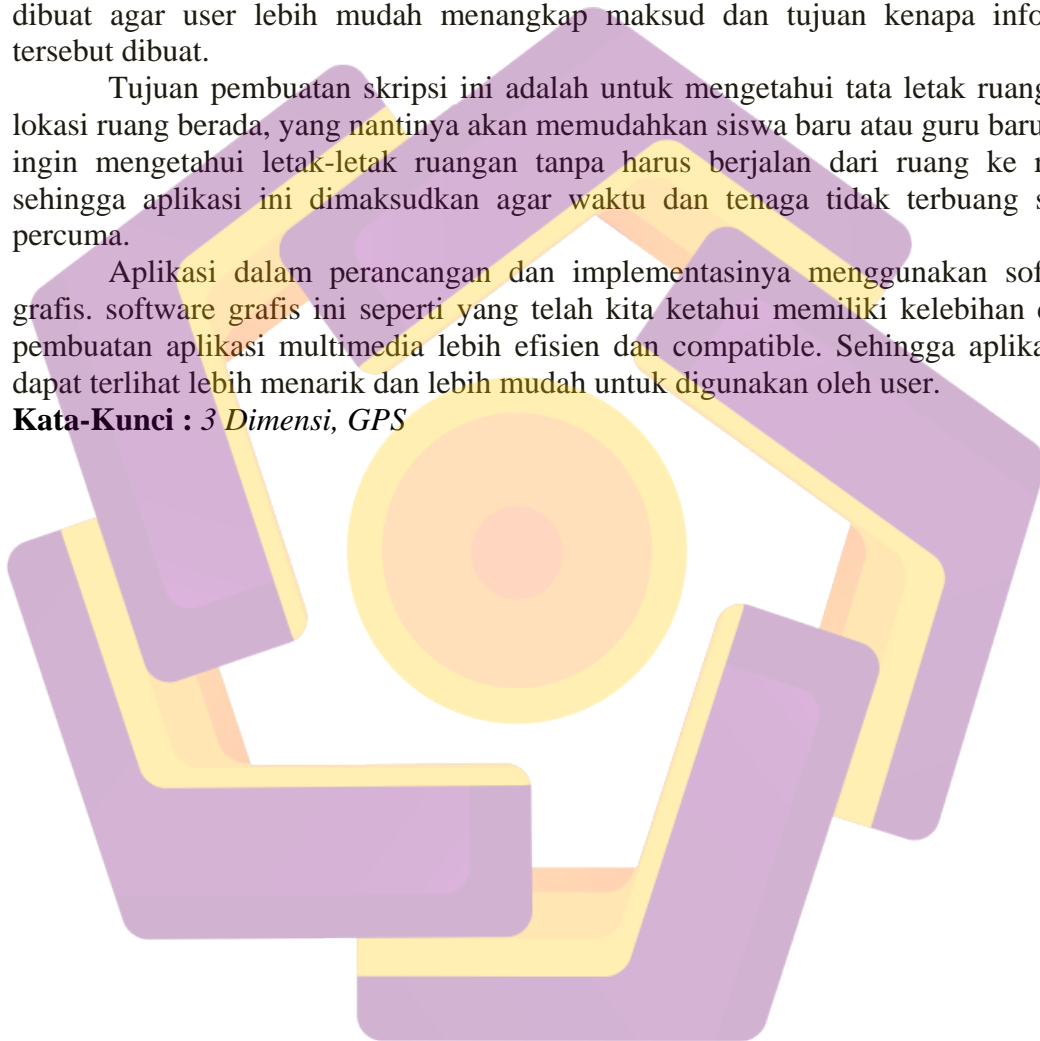 dibuat agar user lebih mudah menangkap maksud dan tujuan kenapa info
tersebut dibuat.
Tujuan pembuatan skripsi ini adalah untuk mengetahui tata letak ruang
lokasi ruang berada, yang nantinya akan memudahkan siswa baru atau guru baru
ingin mengetahui letak-letak ruangan tanpa harus berjalan dari ruang ke
sehingga aplikasi ini dimaksudkan agar waktu dan tenaga tidak terbuang
percuma.
Aplikasi dalam perancangan dan implementasinya menggunakan sof
grafis. software grafis ini seperti yang telah kita ketahui memiliki kelebihan
pembuatan aplikasi multimedia lebih efisien dan compatible. Sehingga aplika
dapat terlihat lebih menarik dan lebih mudah untuk digunakan oleh user.
Kata-Kunci : 3 Dimensi, GPS